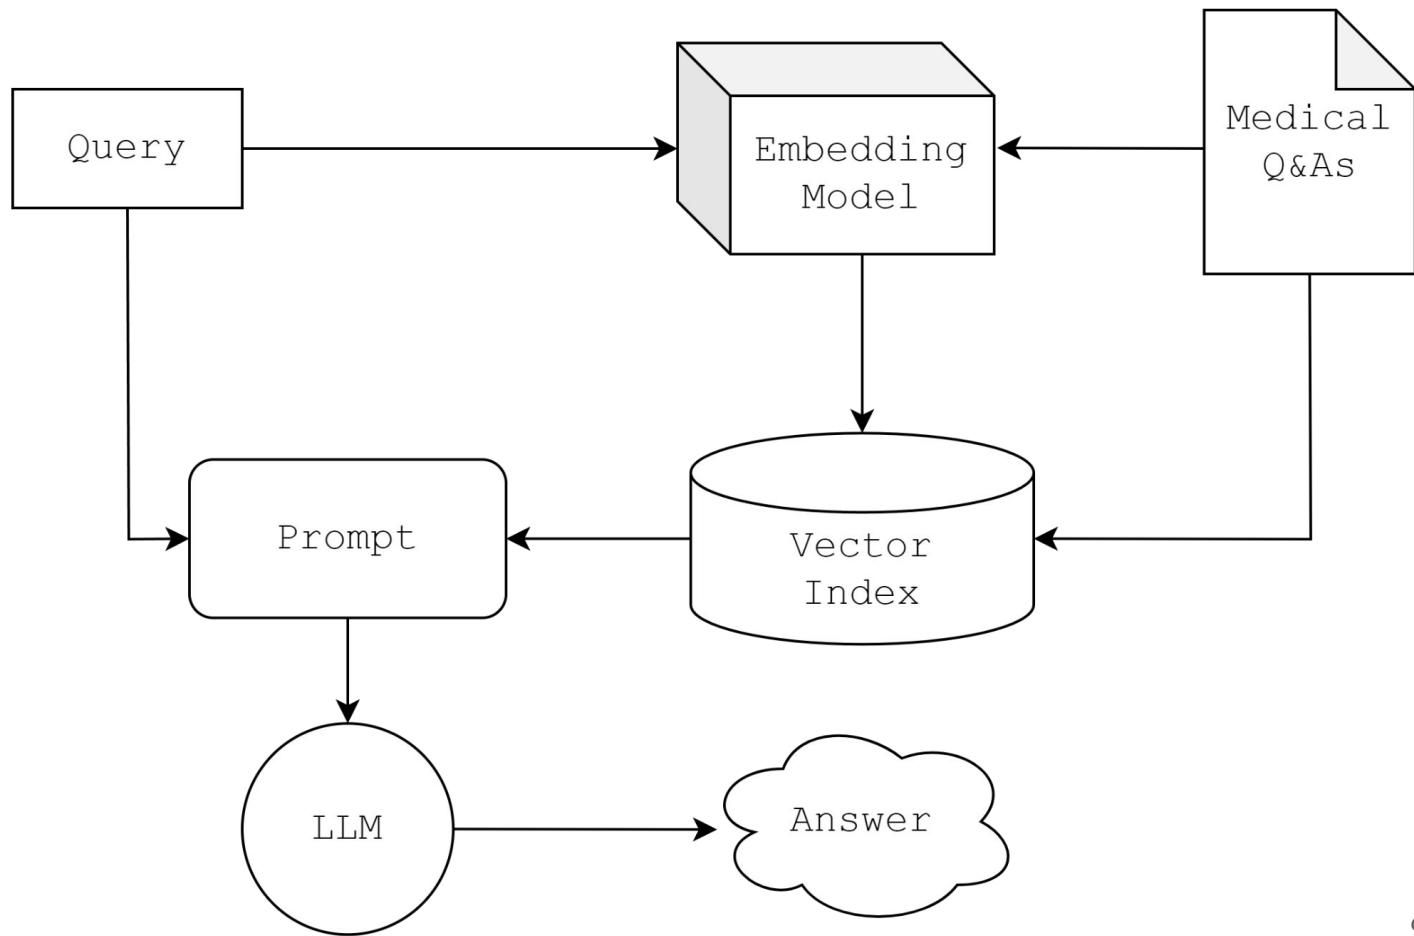 Query
Embedding
Model
Medical
Q&As
Prompt
Vector
Index
LLM
Answer